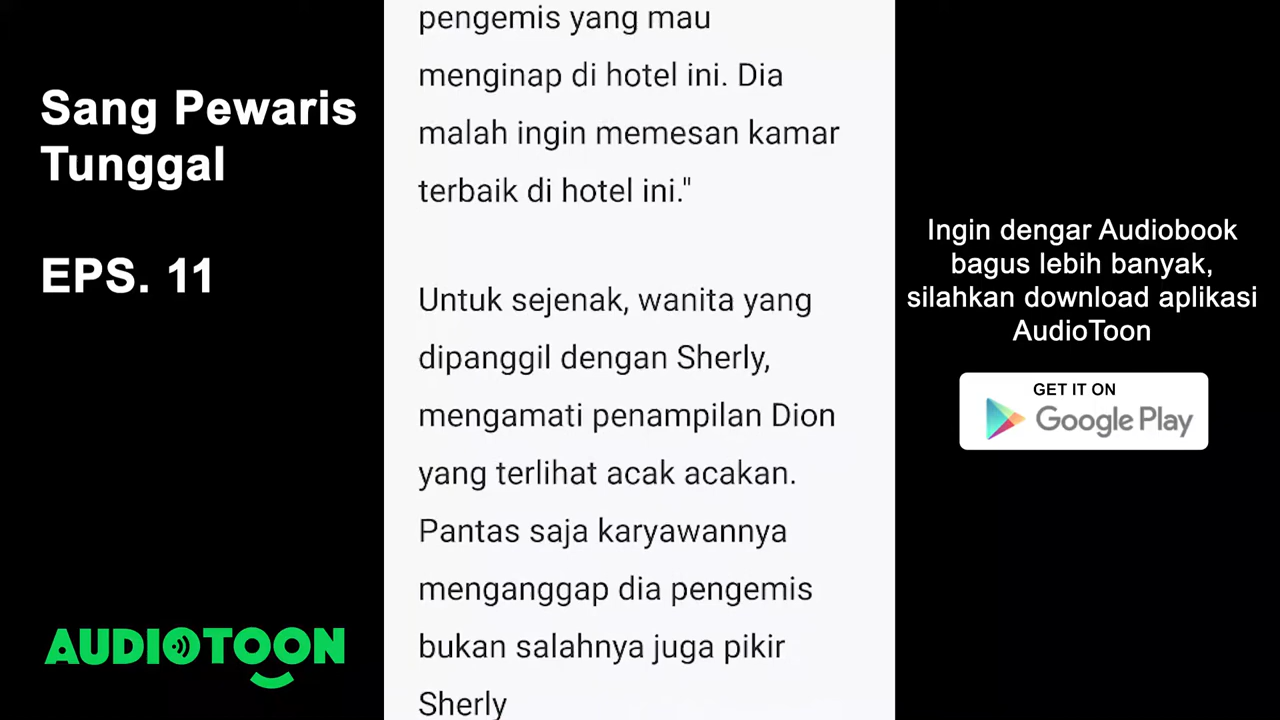 Sang Pewaris
Tunggal
EPS. 11
AUDIOTOON
pengemis yang mau
menginap di hotel ini. Dia
malah ingin memesan kamar
terbaik di hotel ini."
Untuk sejenak, wanita yang
dipanggil dengan Sherly,
mengamati penampilan Dion
yang terlihat acak acakan.
Pantas saja karyawannya
menganggap dia pengemis
bukan salahnya juga pikir
Sherly
Ingin dengar Audiobook
bagus lebih banyak,
silahkan download aplikasi
AudioToon
GET IT ON
Google Play